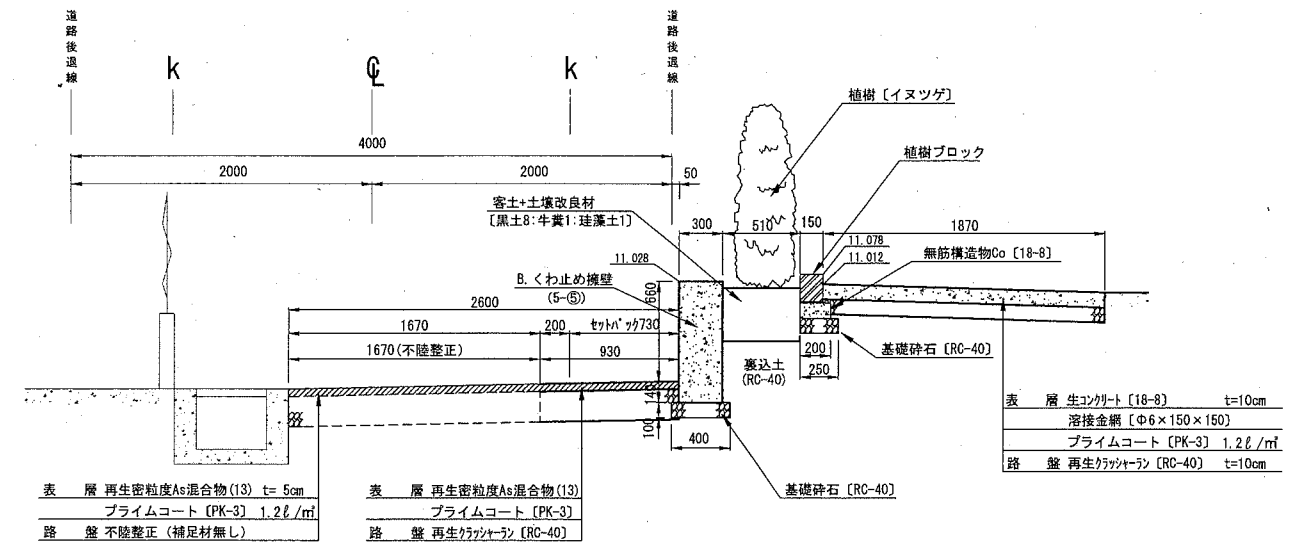 道路後退線
道路後退線
k
℄
k
4000
2000
2000
50
植樹〔イヌツゲ〕
植樹ブロック
客土+土壌改良材
〔黒土8:牛糞1:珪藻土1〕
300
510
150
1870
11.078
11.012
11.028
無筋構造物Co〔18-8〕
B. くわ止め擁壁
(5-⑤)
660
2600
1670
200
ｾｯﾄﾊﾞｯｸ730
1670(不陸整正)
930
裏込土
(RC-40)
200
250
基礎砕石〔RC-40〕
140
100
400
基礎砕石〔RC-40〕
表　層 生ｺﾝｸﾘｰﾄ〔18-8〕 t=10cm
溶接金網〔Φ6×150×150〕
プライムコート〔PK-3〕 1.2ℓ/㎡
路　盤 再生ｸﾗｯｼｬｰﾗﾝ〔RC-40〕 t=10cm
表　層 再生密粒度As混合物(13) t= 5cm
プライムコート〔PK-3〕 1.2ℓ/㎡
路　盤 不陸整正（補足材無し）
表　層 再生密粒度As混合物(13)
プライムコート〔PK-3〕
路　盤 再生ｸﾗｯｼｬｰﾗﾝ〔RC-40〕